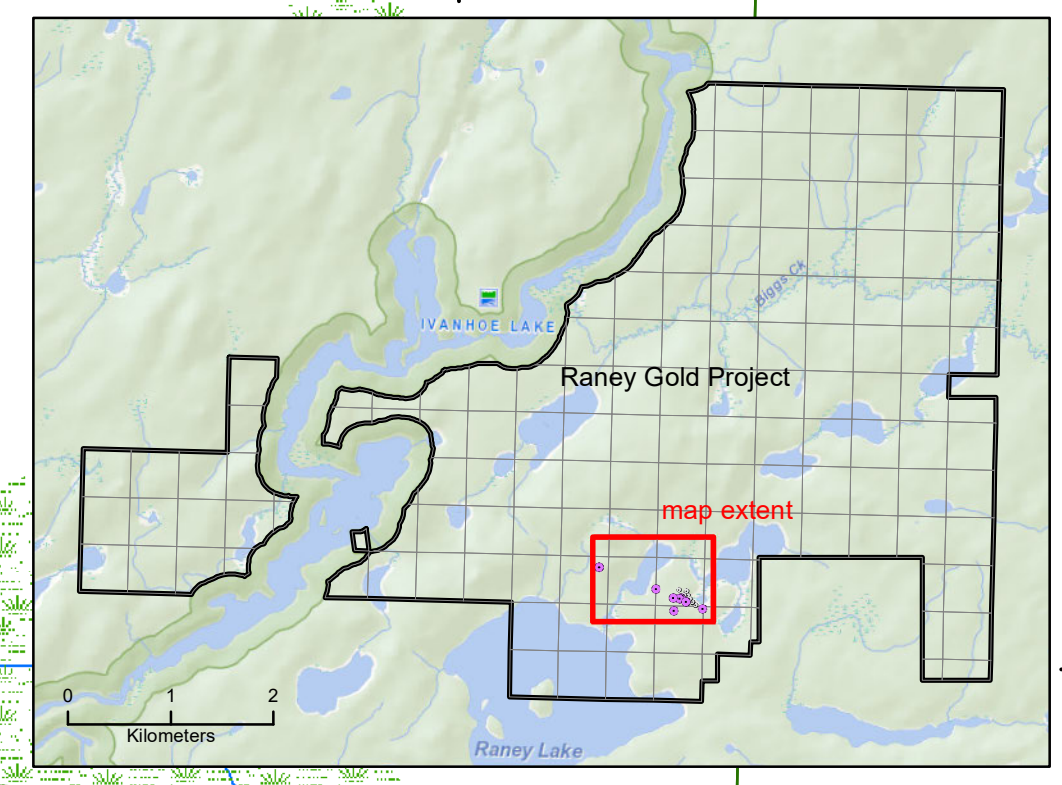 Biggs Ck
IVANHOE LAKE
Raney Gold Project
map extent
0 1 2
Kilometers
Raney Lake